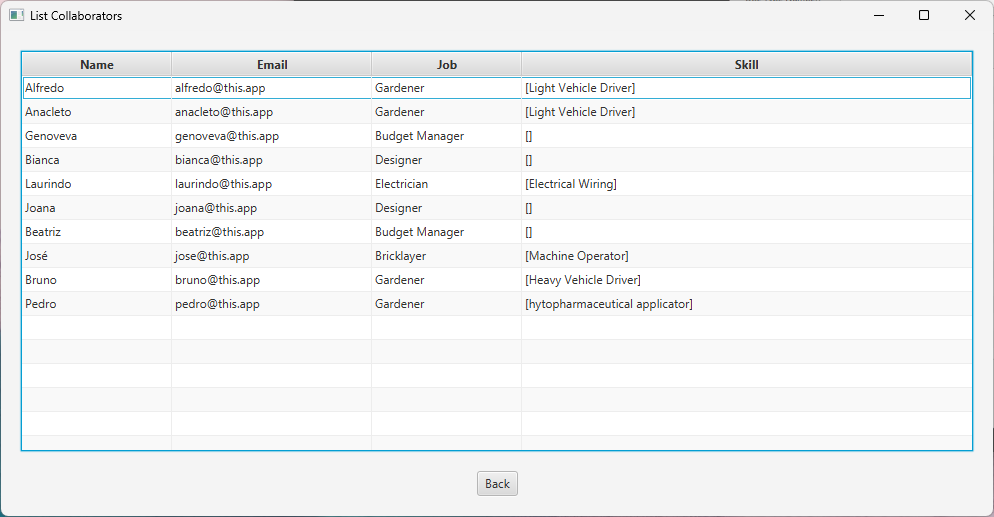 List Collaborators
Name Email Job Skill
Alfredo alfredo@this.app Gardener [Light Vehicle Driver]
Anacleto anacleto@this.app Gardener [Light Vehicle Driver]
Genoveva genoveva@this.app Budget Manager []
Bianca bianca@this.app Designer []
Laurindo laurindo@this.app Electrician [Electrical Wiring]
Joana joana@this.app Designer []
Beatriz beatriz@this.app Budget Manager []
José jose@this.app Bricklayer [Machine Operator]
Bruno bruno@this.app Gardener [Heavy Vehicle Driver]
Pedro pedro@this.app Gardener [hytopharmaceutical applicator]
Back